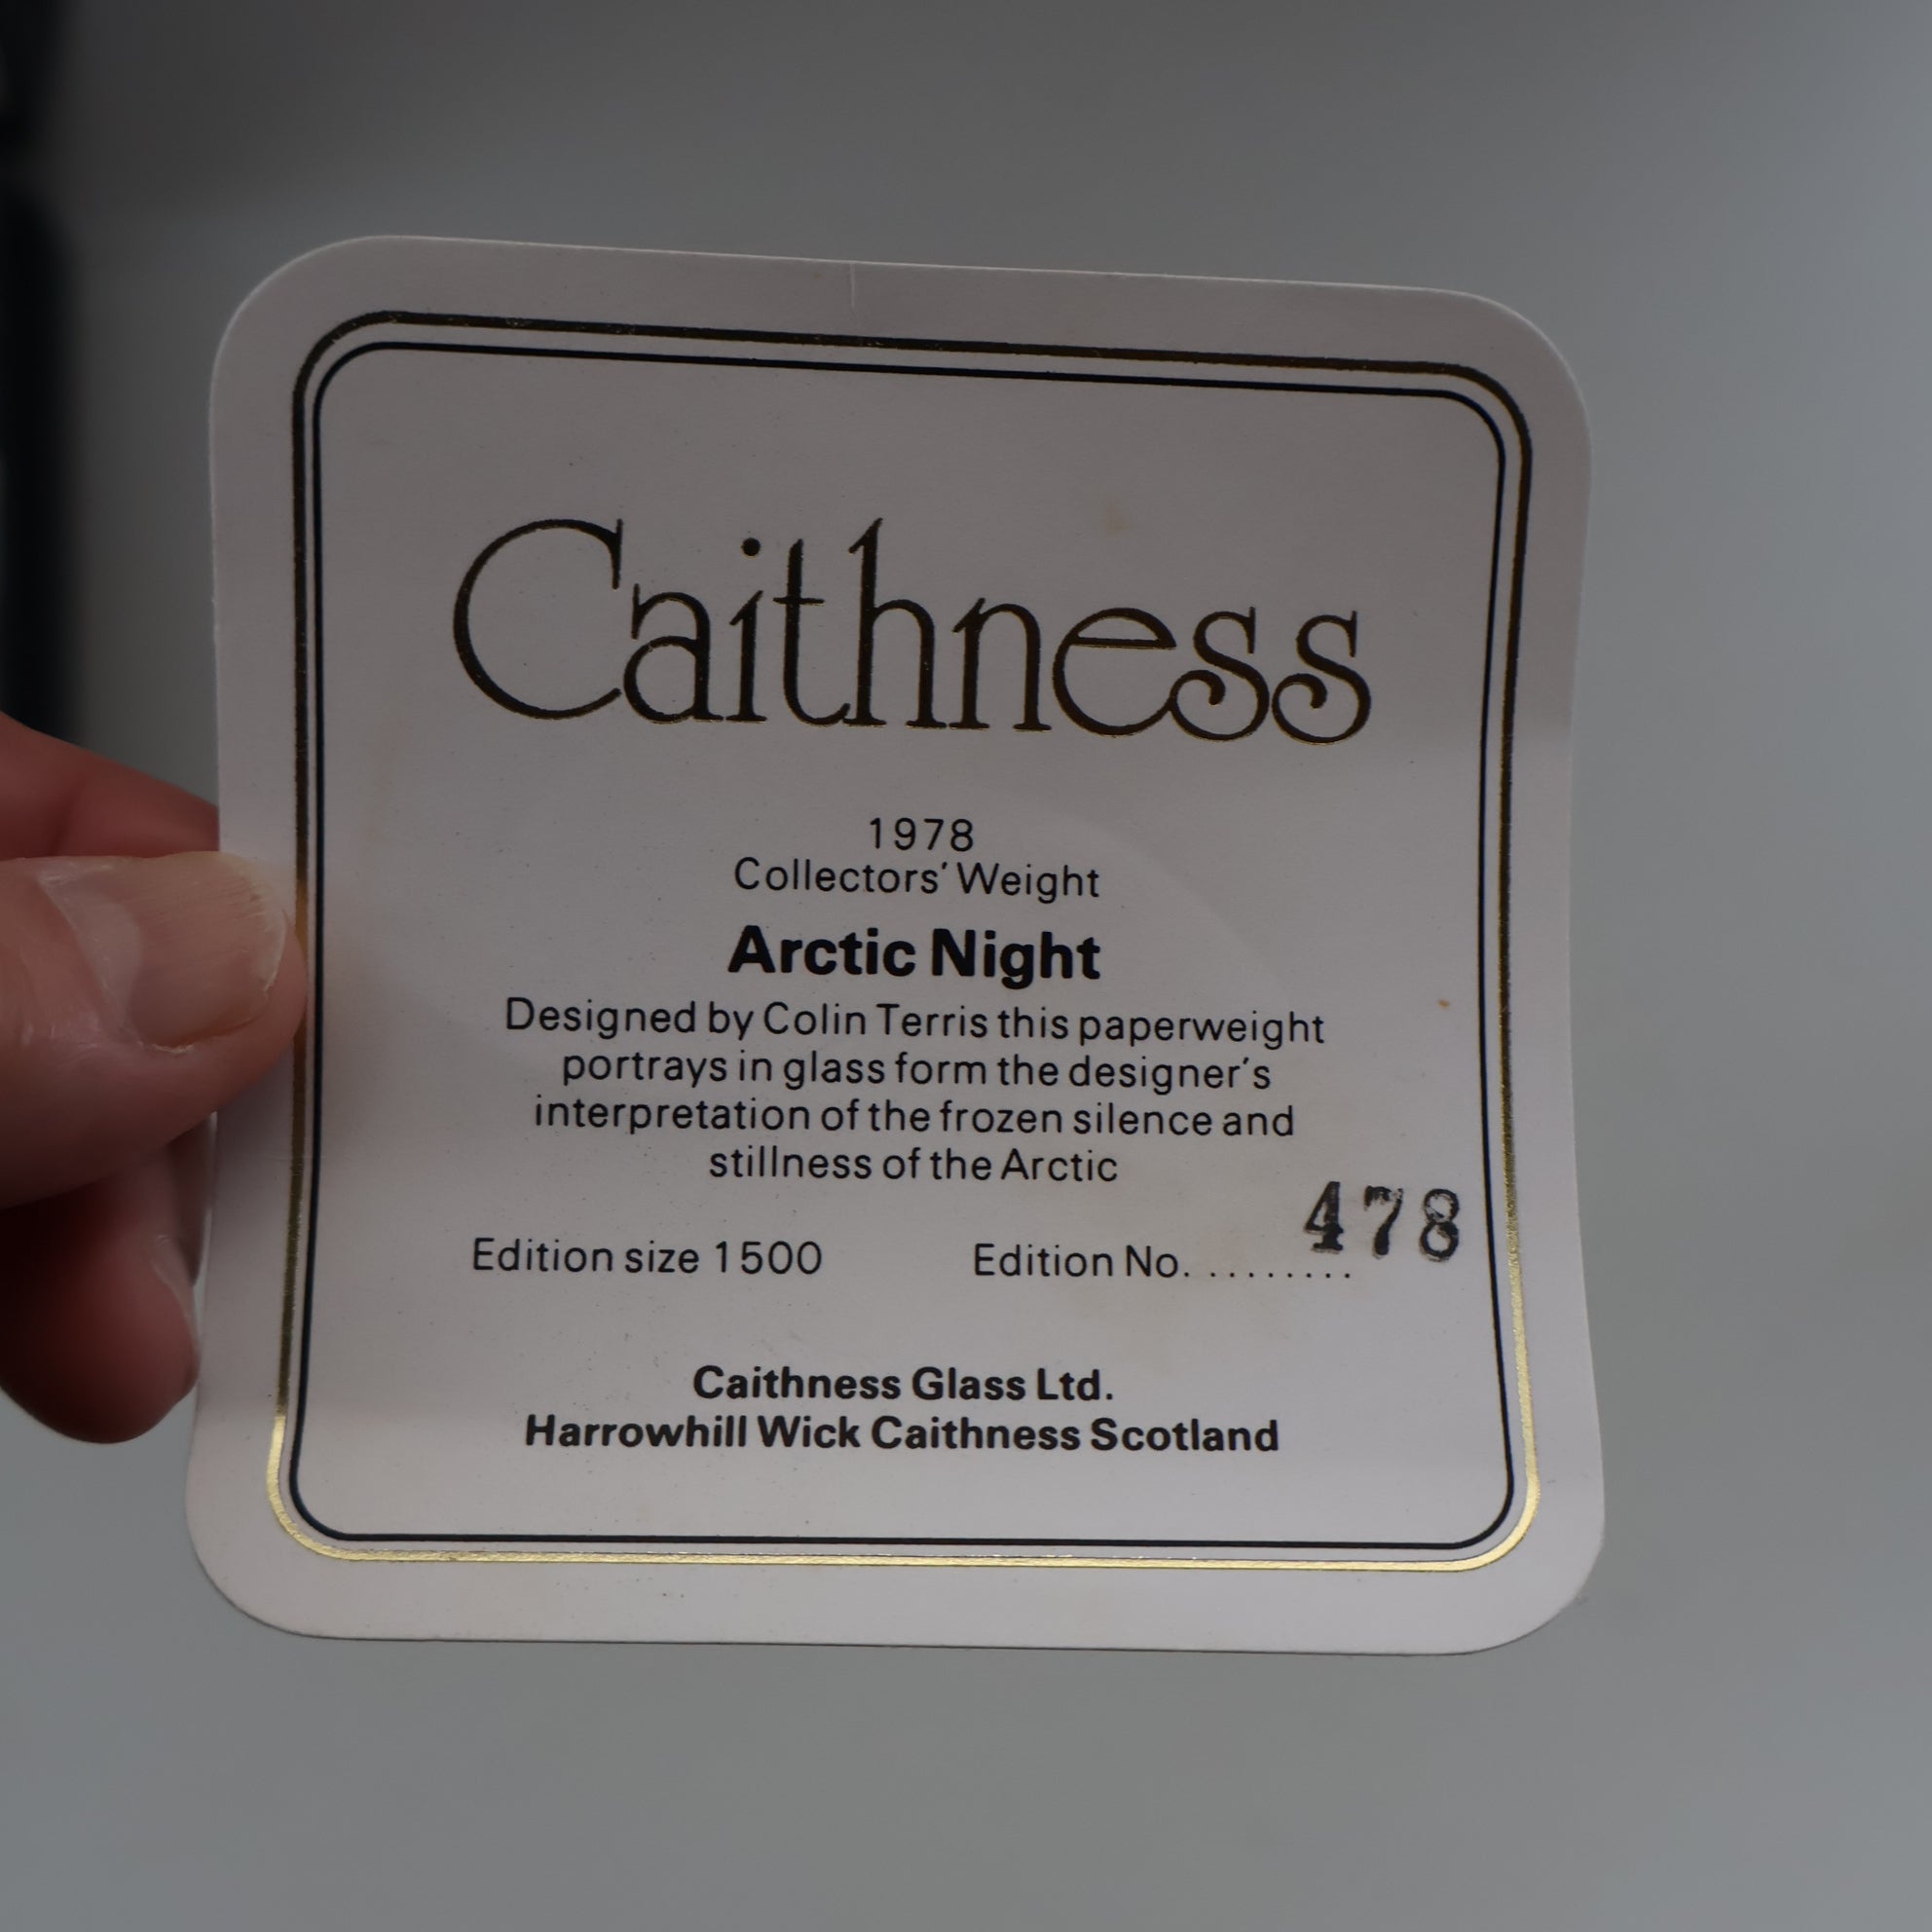 Caithness
1978
Collectors' Weight
Arctic Night
Designed by Colin Terris this paperweight
portrays in glass form the designer's
interpretation of the frozen silence and
stillness of the Arctic
Edition size 1500 Edition No. ......... 478
Caithness Glass Ltd.
Harrowhill Wick Caithness Scotland